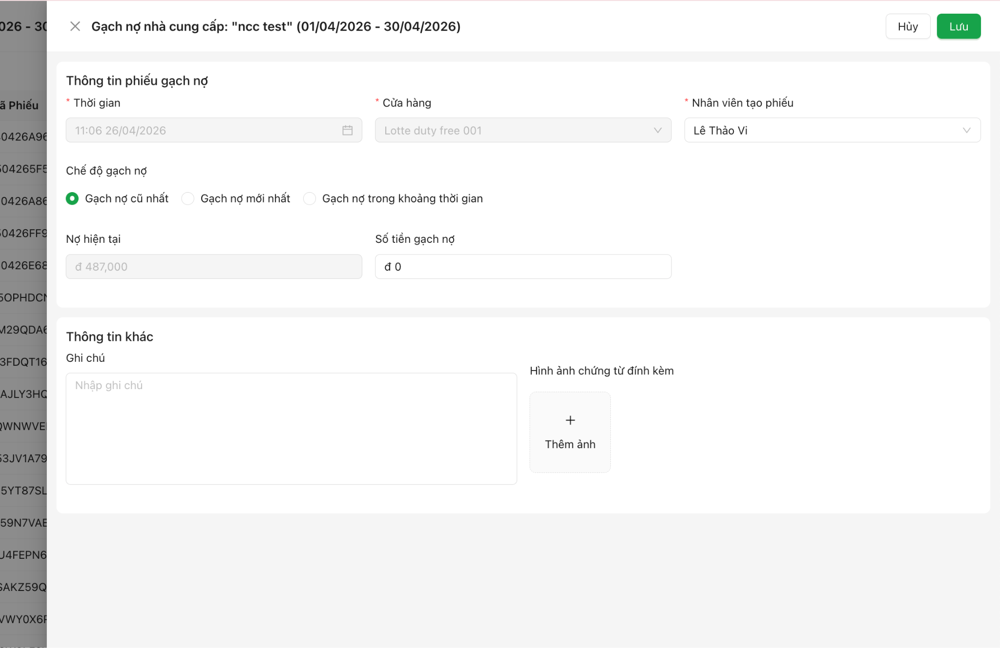 026 - 30
Gạch nợ nhà cung cấp: "ncc test" (01/04/2026 - 30/04/2026)
Hủy
Lưu
Thông tin phiếu gạch nợ
* Thời gian
* Cửa hàng
* Nhân viên tạo phiếu
11:06 26/04/2026
Lotte duty free 001
Lê Thảo Vi
Chế độ gạch nợ
Gạch nợ cũ nhất
Gạch nợ mới nhất
Gạch nợ trong khoảng thời gian
Nợ hiện tại
Số tiền gạch nợ
đ 487,000
đ 0
Thông tin khác
Ghi chú
Nhập ghi chú
Hình ảnh chứng từ đính kèm
Thêm ảnh
ã Phiếu
0426A96
504265F5
0426A86
50426FF9
0426E68
5OPHDCN
M29QDA6
3FDQT16
AJLY3HQ
QWNWVE
53JV1A79
5YT87SL
59N7VAE
U4FEPN6
SAKZ59Q
VWY0X6F